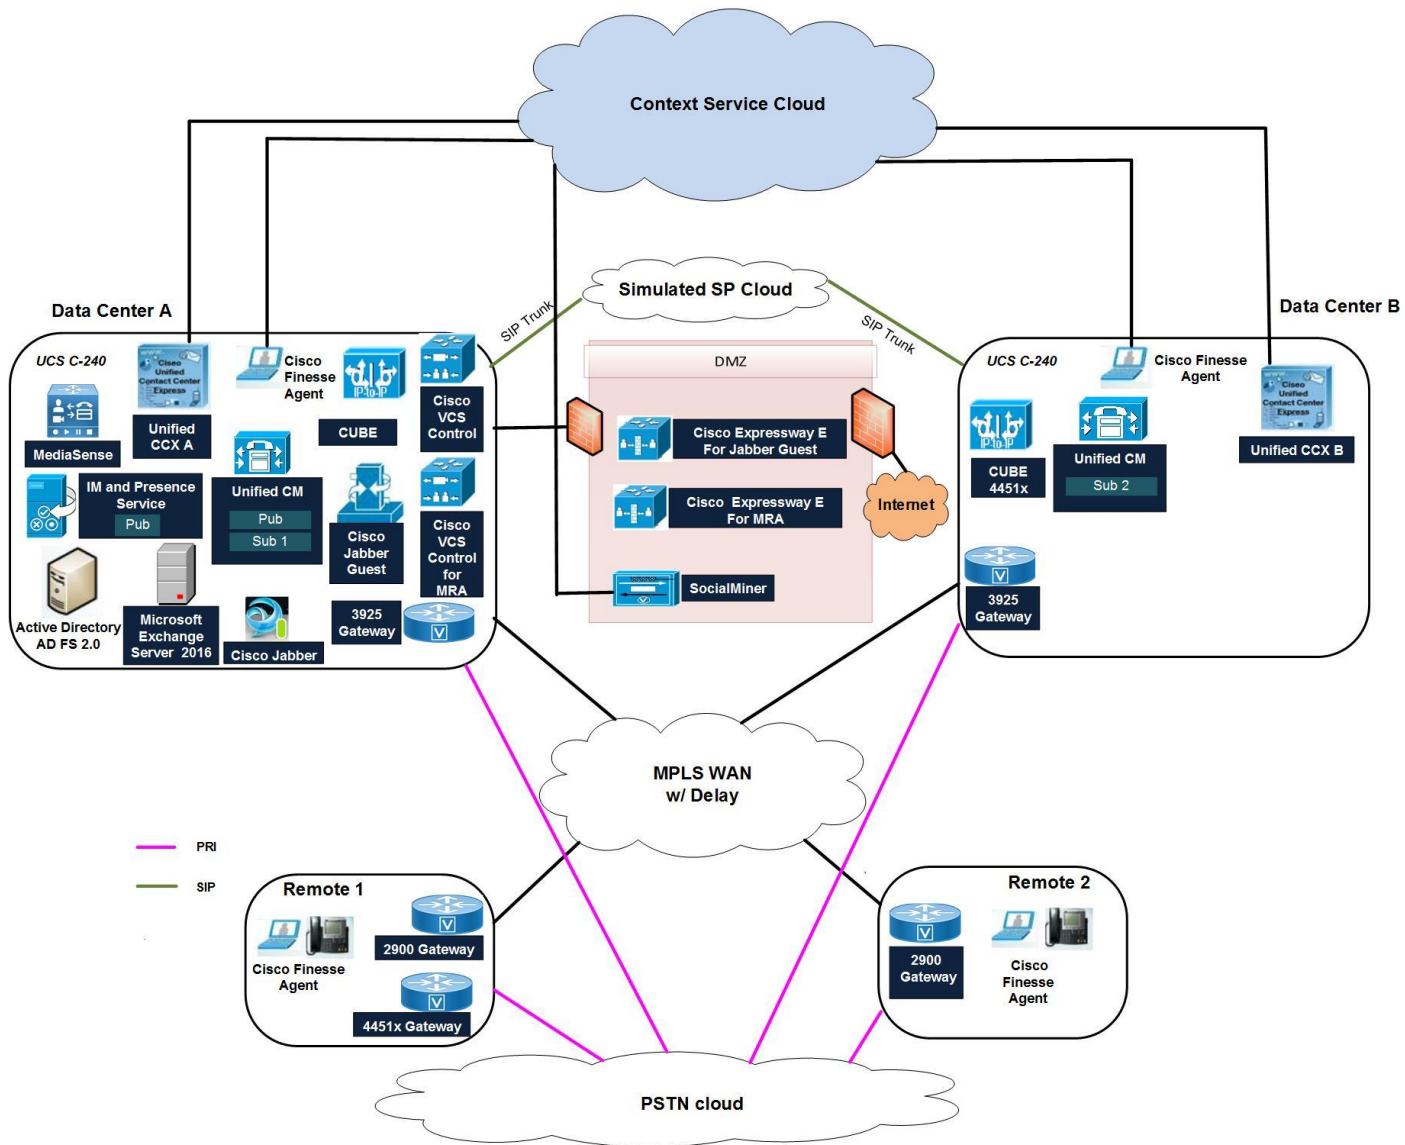 Context Service Cloud
Simulated SP Cloud
SIP Trunk
SIP Trunk
Data Center A
Data Center B
UCS C-240
Cisco
Unified
Contact Center
Express
Unified
CCX A
Cisco
Finesse
Agent
IP-to-IP
CUBE
Cisco
VCS
Control
MediaSense
IM and Presence
Service
Pub
Unified CM
Pub
Sub 1
Cisco
Jabber
Guest
Cisco
VCS
Control
for
MRA
Active Directory
AD FS 2.0
Microsoft
Exchange
Server 2016
Cisco Jabber
3925
Gateway
V
DMZ
Cisco Expressway E
For Jabber Guest
Cisco Expressway E
For MRA
SocialMiner
Internet
UCS C-240
Cisco Finesse
Agent
IP-to-IP
CUBE
4451x
Unified CM
Sub 2
Cisco
Unified
Contact Center
Express
Unified CCX B
V
3925
Gateway
MPLS WAN
w/ Delay
PRI
SIP
Remote 1
Cisco Finesse
Agent
V
2900 Gateway
V
4451x Gateway
Remote 2
V
2900
Gateway
Cisco
Finesse
Agent
PSTN cloud